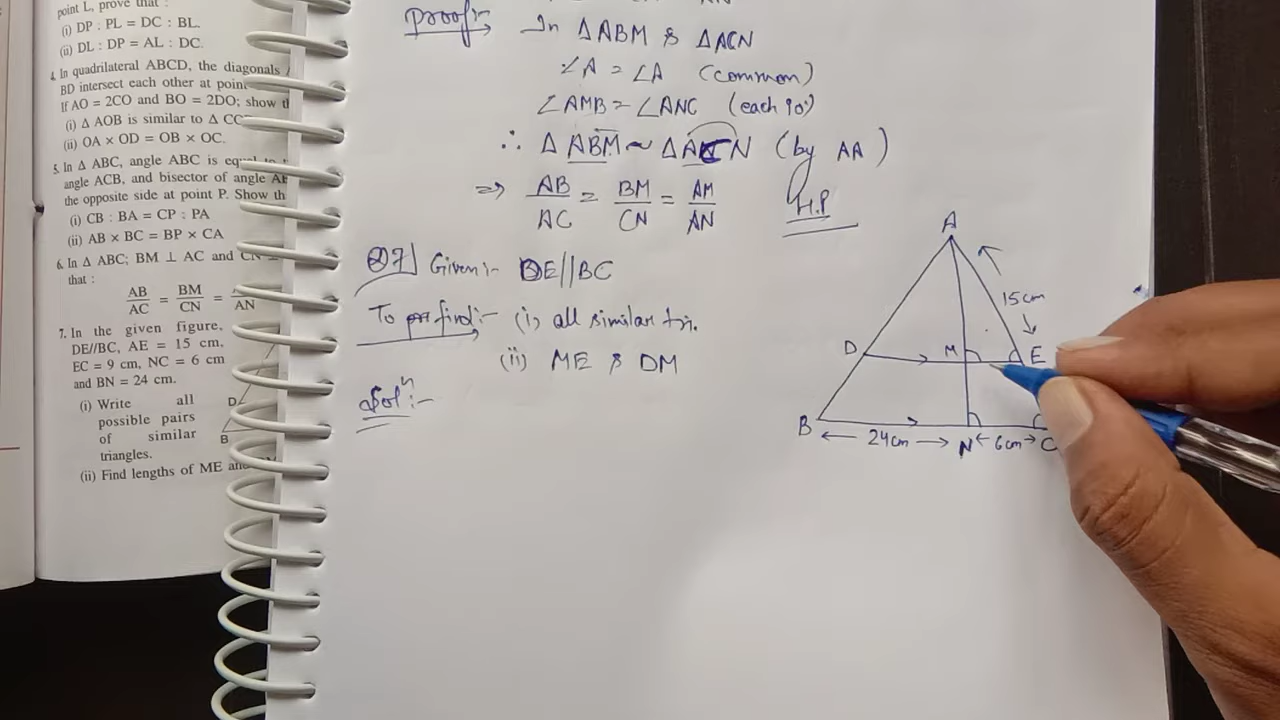 point L, prove that :
(i) DP : PL = DC : BL.
(ii) DL : DP = AL : DC.
4. In quadrilateral ABCD, the diagonals
BD intersect each other at point
If AO = 2CO and BO = 2DO; show
(i) Δ AOB is similar to Δ
(ii) OA × OD = OB × OC.
5. In Δ ABC, angle ABC is equal to
angle ACB, and bisector of angle
the opposite side at point P. Show
(i) CB : BA = CP : PA
(ii) AB × BC = BP × CA
6. In Δ ABC; BM ⊥ AC and CN ⊥
that :
AB/AC = BM/CN = /AN
7. In the given figure,
DE//BC, AE = 15 cm,
EC = 9 cm, NC = 6 cm
and BN = 24 cm.
(i) Write all
possible pairs
of similar
triangles.
(ii) Find lengths of ME
D
B
Proof:- In ΔABM & ΔACN
∠A = ∠A (common)
∠AMB = ∠ANC (each 90°)
∴ ΔABM ~ ΔACN (by AA)
⇒ AB/AC = BM/CN = AM/AN H.P
Q7] Given:- DE//BC
To find:- (i) all similar tri.
(ii) ME & DM
Solⁿ:-
A
15cm
D M E
B 24cm N 6cm C